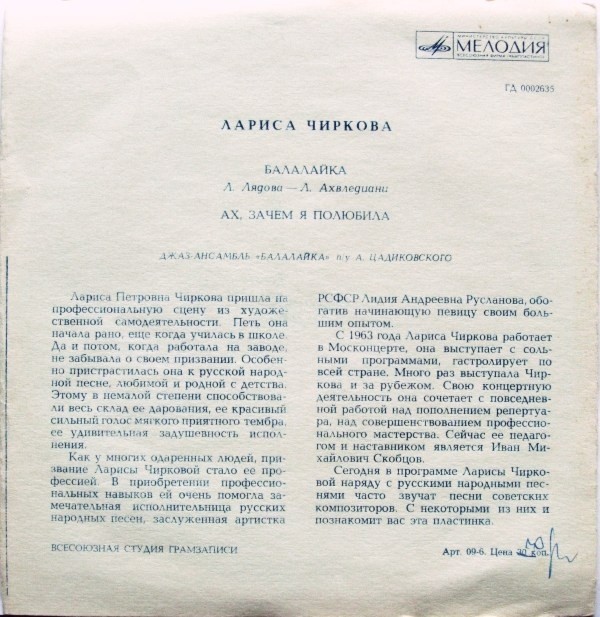 МИНИСТЕРСТВО КУЛЬТУРЫ СССР
МЕЛОДИЯ
ВСЕСОЮЗНАЯ ФИРМА ГРАМПЛАСТИНОК
ГД 0002635
ЛАРИСА ЧИРКОВА
БАЛАЛАЙКА
Л. Лядова — Л. Ахвледиани
АХ, ЗАЧЕМ Я ПОЛЮБИЛА
ДЖАЗ-АНСАМБЛЬ «БАЛАЛАЙКА» п/у А. ЦАДИКОВСКОГО
Лариса Петровна Чиркова пришла на
профессиональную сцену из художе-
ственной самодеятельности. Петь она
начала рано, еще когда училась в школе.
Да и потом, когда работала на заводе,
не забывала о своем призвании. Особен-
но пристрастилась она к русской народ-
ной песне, любимой и родной с детства.
Этому в немалой степени способствова-
ли весь склад ее дарования, ее красивый
сильный голос мягкого приятного тембра,
ее удивительная задушевность испол-
нения.
Как у многих одаренных людей, при-
звание Ларисы Чирковой стало ее про-
фессией. В приобретении профессио-
нальных навыков ей очень помогла за-
мечательная исполнительница русских
народных песен, заслуженная артистка
РСФСР Лидия Андреевна Русланова, обо-
гатив начинающую певицу своим боль-
шим опытом.
С 1963 года Лариса Чиркова работает
в Москонцерте, она выступает с соль-
ными программами, гастролирует по
всей стране. Много раз выступала Чир-
кова и за рубежом. Свою концертную
деятельность она сочетает с повседнев-
ной работой над пополнением репертуа-
ра, над совершенствованием профессио-
нального мастерства. Сейчас ее педаго-
гом и наставником является Иван Ми-
хайлович Скобцов.
Сегодня в программе Ларисы Чирко-
вой наряду с русскими народными пес-
нями часто звучат песни советских
композиторов. С некоторыми из них и
познакомит вас эта пластинка.
ВСЕСОЮЗНАЯ СТУДИЯ ГРАМЗАПИСИ
Арт. 09-6. Цена 30 коп.